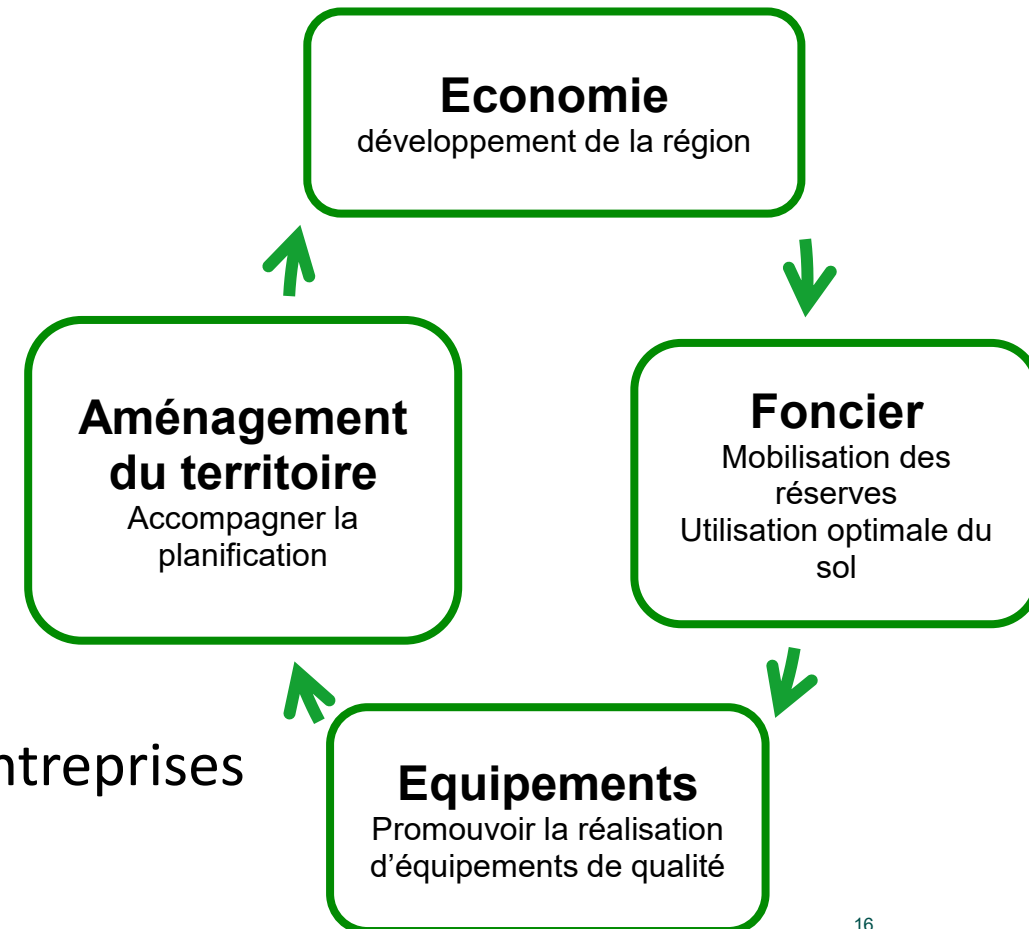 Economie
développement de la région
Aménagement
du territoire
Accompagner la
planification
Foncier
Mobilisation des
réserves
Utilisation optimale du
sol
ntreprises
Equipements
Promouvoir la réalisation
d'équipements de qualité
16